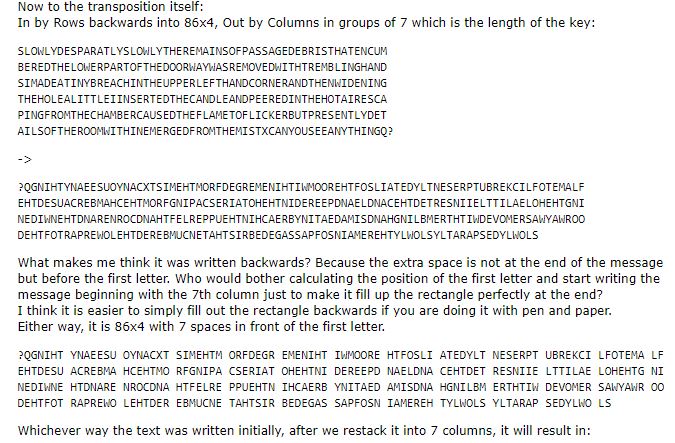 Now to the transposition itself:
In by Rows backwards into 86x4, Out by Columns in groups of 7 which is the length of the key:
SLOWLYDESPARATLYSLOWLYTHEREMAINSOFPASSAGEDEBRISTHATENCUM
BEREDTHELOWERPARTOFTHEDOORWAYWASREMOVEDWITHTREMBLINGHAND
SIMADEATINYBREACHINTHEUPPERLEFTHANDCORNERANDTHENWIDENING
THEHOLEALITTLEIINSERTEDTHECANDLEANDPEEREDINTHEHOTAIRESCA
PINGFROMTHECHAMBERCAUSEDTHEFLAMETOFLICKERBUTPRESENTLYDET
AILSOFTHEROOMWITHINEMERGEDFROMTHEMISTXCANYOUSEEANYTHINGQ?
->
?QGNIHTYNAEESUOYNACXTSIMEHTMORFDEGREMENIHTIWMOOREHTFOSLIATEDYLTNESERPTUBREKCILFOTEMALF
EHTDESUACREBMAHCEHTMORFGNIPACSERIATOHEHTNIDEREEPDNAELDNACEHTDETRESNIIELTTILAELOHEHTGNI
NEDIWNEHTDNARENROCDNAHTFELREPPUEHTNIHCAERBYNITAEDAMISDNAHGNILBMERTHTIWDEVOMERSAWYAWROO
DEHTFOTRAPREWOLEHTDEREBMUCNETAHTSIRBEDEGASSAPFOSNIAMEREHTYLWOLSYLTARAPSEDYLWOLS
What makes me think it was written backwards? Because the extra space is not at the end of the message
but before the first letter. Who would bother calculating the position of the first letter and start writing the
message beginning with the 7th column just to make it fill up the rectangle perfectly at the end?
I think it is easier to simply fill out the rectangle backwards if you are doing it with pen and paper.
Either way, it is 86x4 with 7 spaces in front of the first letter.
?QGNIHT YNAEESU OYNACXT SIMEHTM ORFDEGR EMENIHT IWMOORE HTFOSLI ATEDYLT NESERPT UBREKCI LFOTEMA LF
EHTDESU ACREBMA HCEHTMO RFGNIPA CSERIAT OHEHTNI DEREEPD NAELDNA CEHTDET RESNIIE LTTILAE LOHEHTG NI
NEDIWNE HTDNARE NROCDNA HTFELRE PPUEHTN IHCAERB YNITAED AMISDNA HGNILBM ERTHTIW DEVOMER SAWYAWR OO
DEHTFOT RAPREWO LEHTDER EBMUCNE TAHTSIR BEDEGAS SAPFOSN IAMEREH TYLWOLS YLTARAP SEDYLWO LS
Whichever way the text was written initially, after we restack it into 7 columns, it will result in: